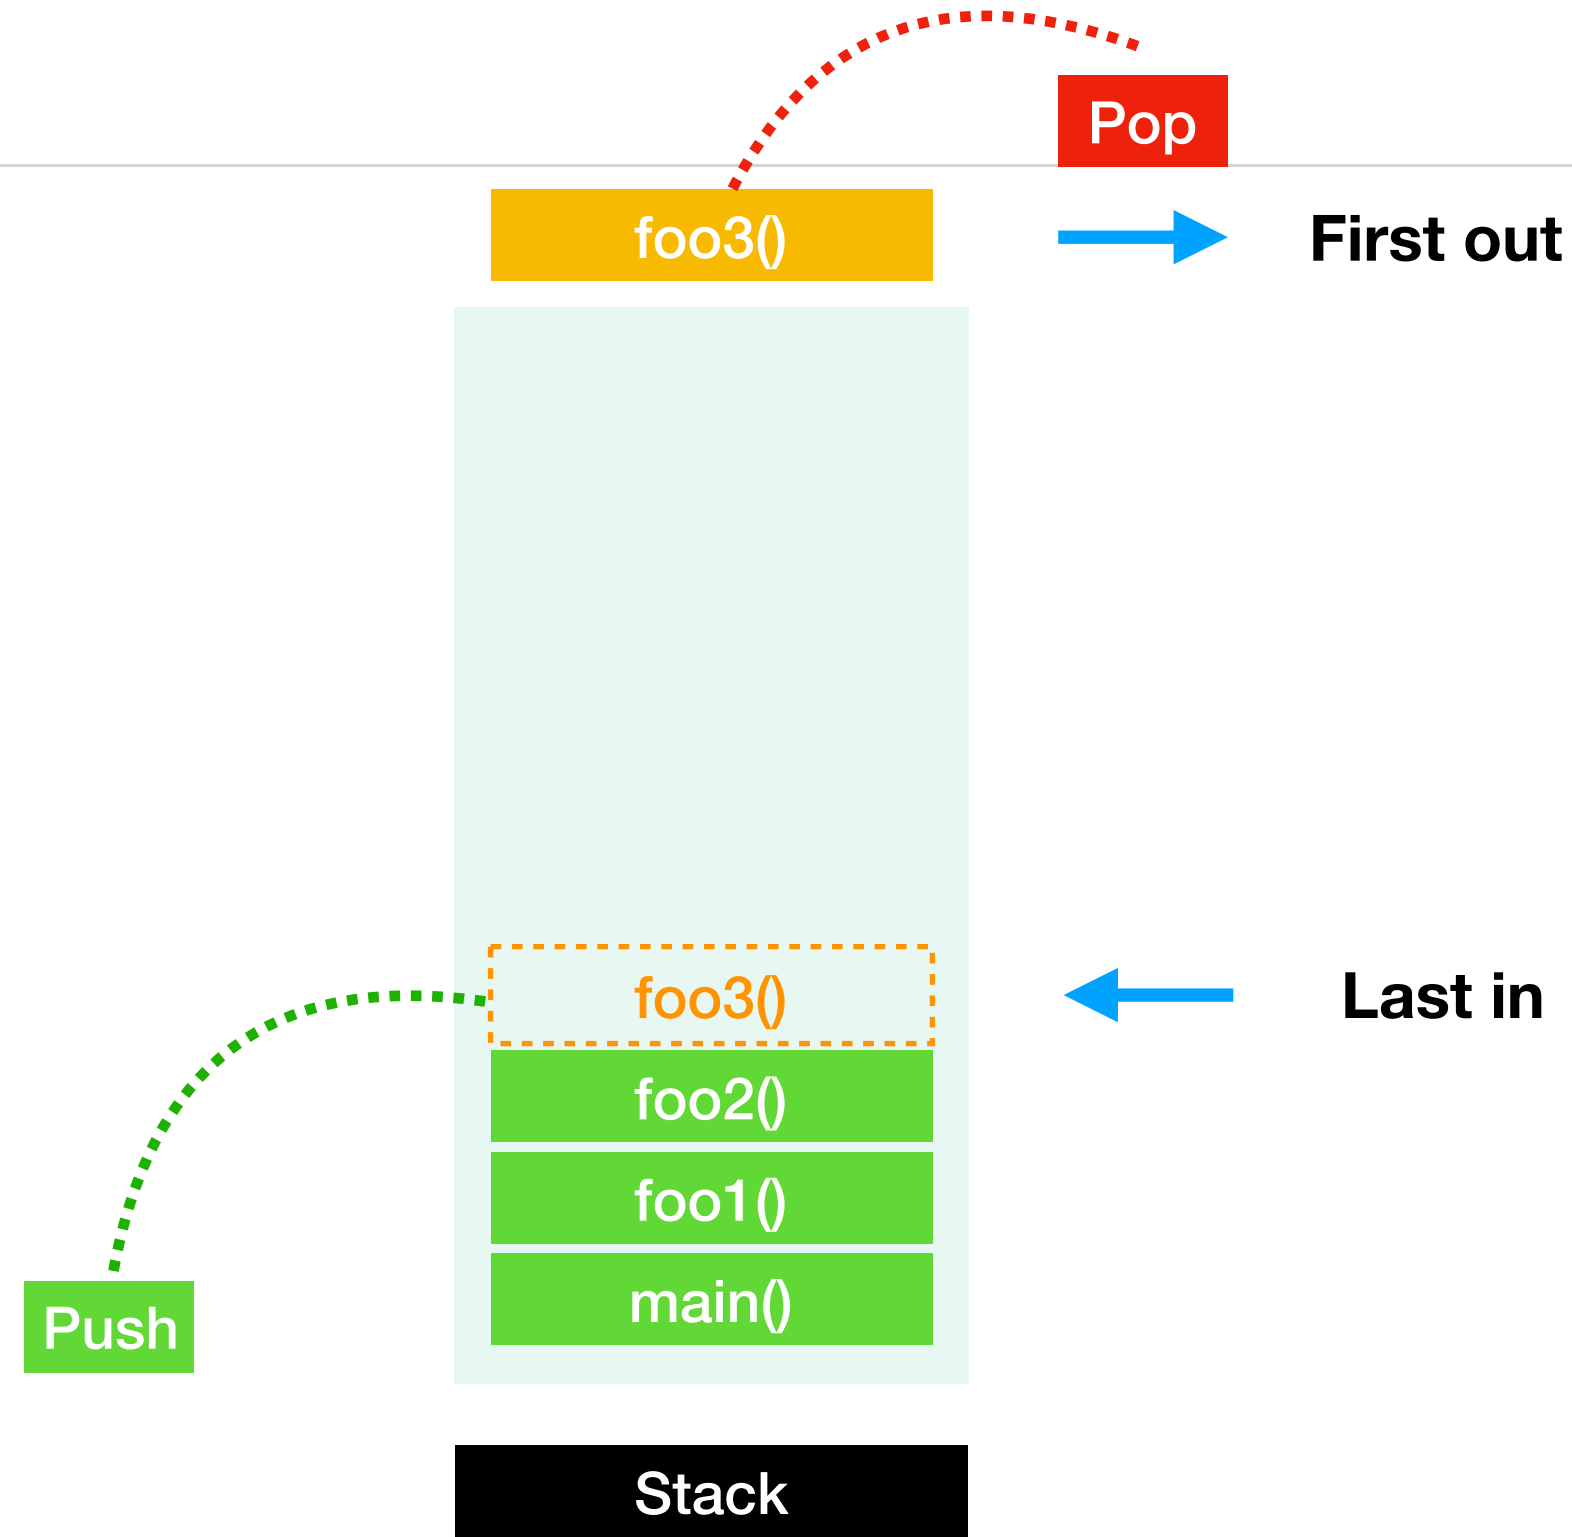 Pop
foo3()
First out
foo3()
Last in
foo2()
foo1()
main()
Push
Stack